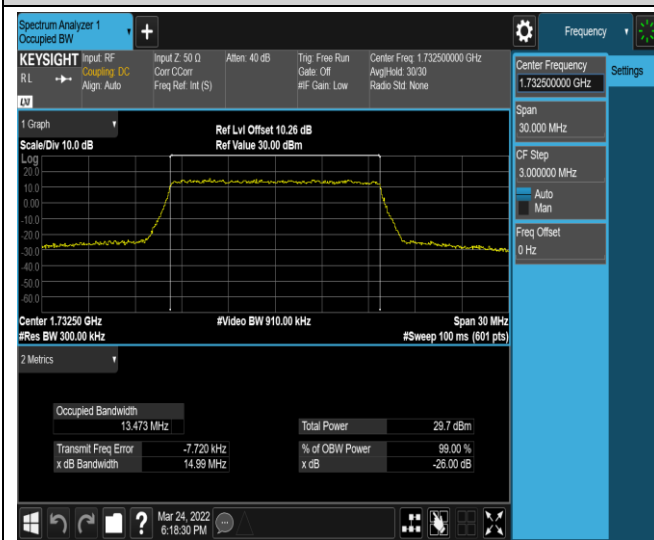 Spectrum Analyzer 1
Occupied BW
+
Frequency
KEYSIGHT
RL
LXI
Input: RF
Coupling: DC
Align: Auto
Input Z: 50 Ω
Corr CCorr
Freq Ref: Int (S)
Atten: 40 dB
Trig: Free Run
Gate: Off
#IF Gain: Low
Center Freq: 1.732500000 GHz
Avg|Hold: 30/30
Radio Std: None
Center Frequency
1.732500000 GHz
Settings
Span
30.000 MHz
CF Step
3.000000 MHz
Auto
Man
Freq Offset
0 Hz
1 Graph
Scale/Div 10.0 dB
Ref Lvl Offset 10.26 dB
Ref Value 30.00 dBm
Log
20.0
10.0
0.00
-10.0
-20.0
-30.0
-40.0
-50.0
-60.0
Center 1.73250 GHz
#Res BW 300.00 kHz
#Video BW 910.00 kHz
Span 30 MHz
#Sweep 100 ms (601 pts)
2 Metrics
Occupied Bandwidth
13.473 MHz
Total Power 29.7 dBm
Transmit Freq Error -7.720 kHz
% of OBW Power 99.00 %
x dB Bandwidth 14.99 MHz
x dB -26.00 dB
?
Mar 24, 2022
6:18:30 PM